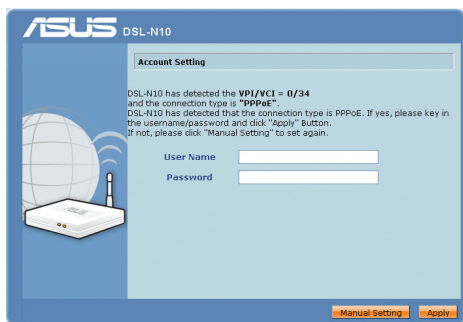 ASUS DSL-N10
Account Setting
DSL-N10 has detected the VPI/VCI = 0/34
and the connection type is "PPPoE".
DSL-N10 has detected that the connection type is PPPoE. If yes, please key in
the username/password and click "Apply" Button.
If not, please click "Manual Setting" to set again.
User Name
Password
ASUS
Manual Setting Apply